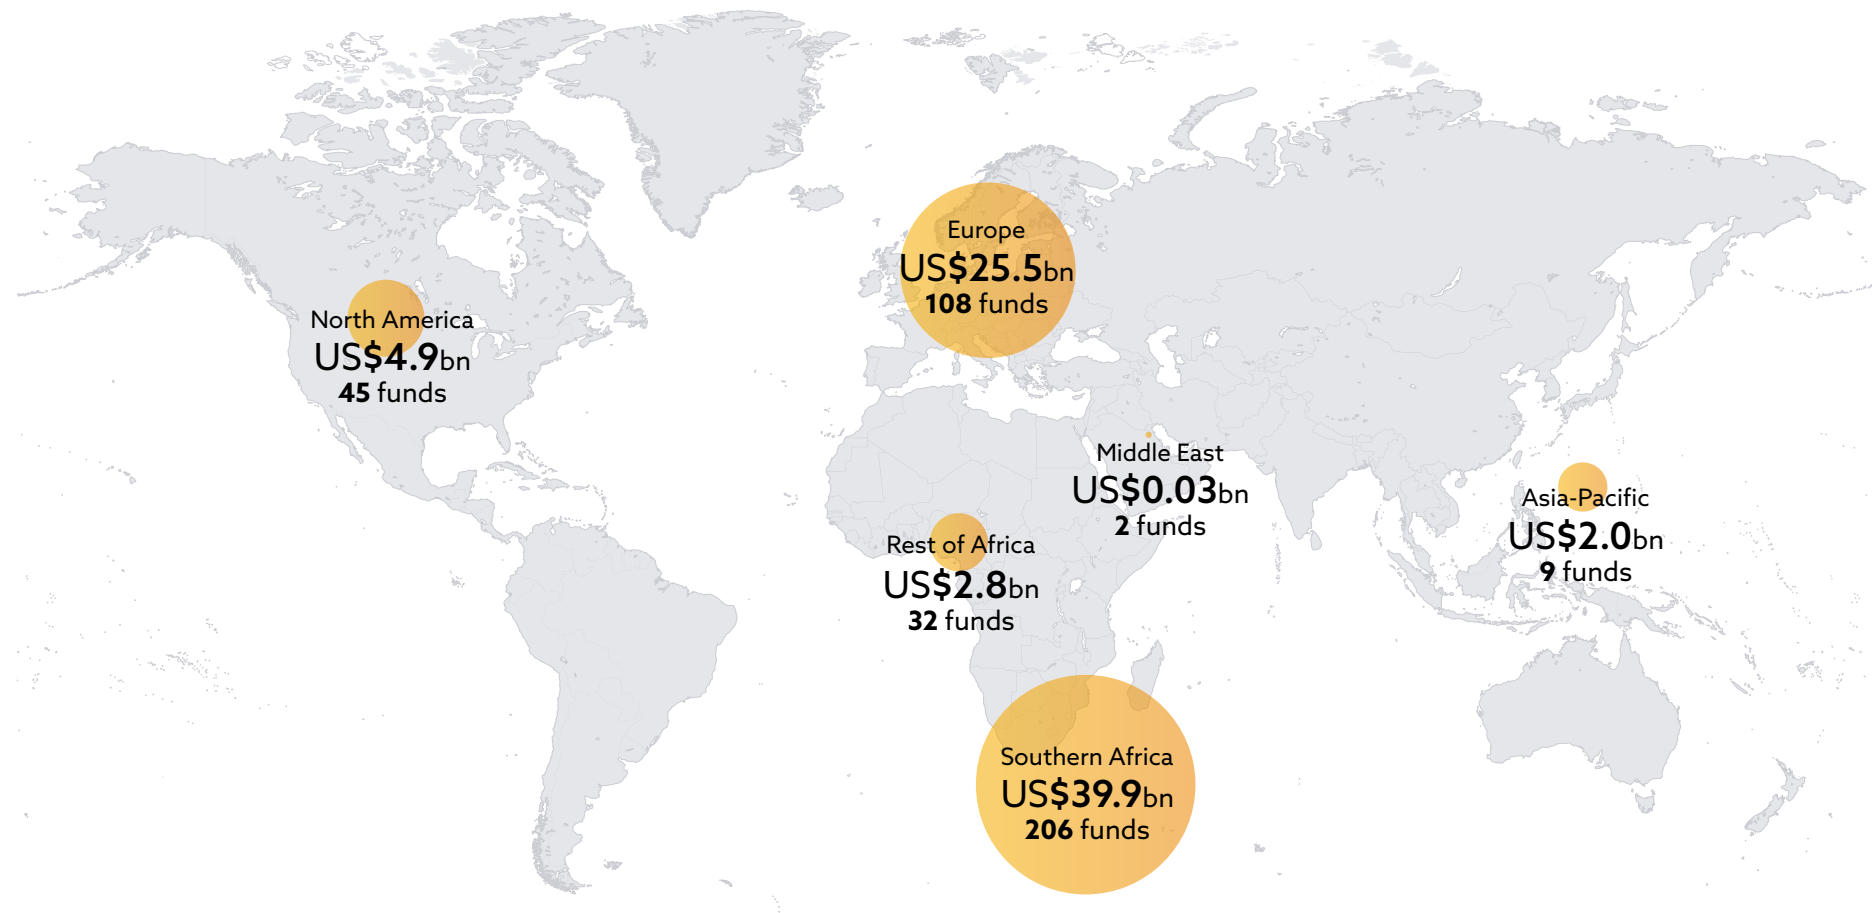 Europe
US$25.5bn
108 funds
North America
US$4.9bn
45 funds
Middle East
US$0.03bn
2 funds
Asia-Pacific
US$2.0bn
9 funds
Rest of Africa
US$2.8bn
32 funds
Southern Africa
US$39.9bn
206 funds